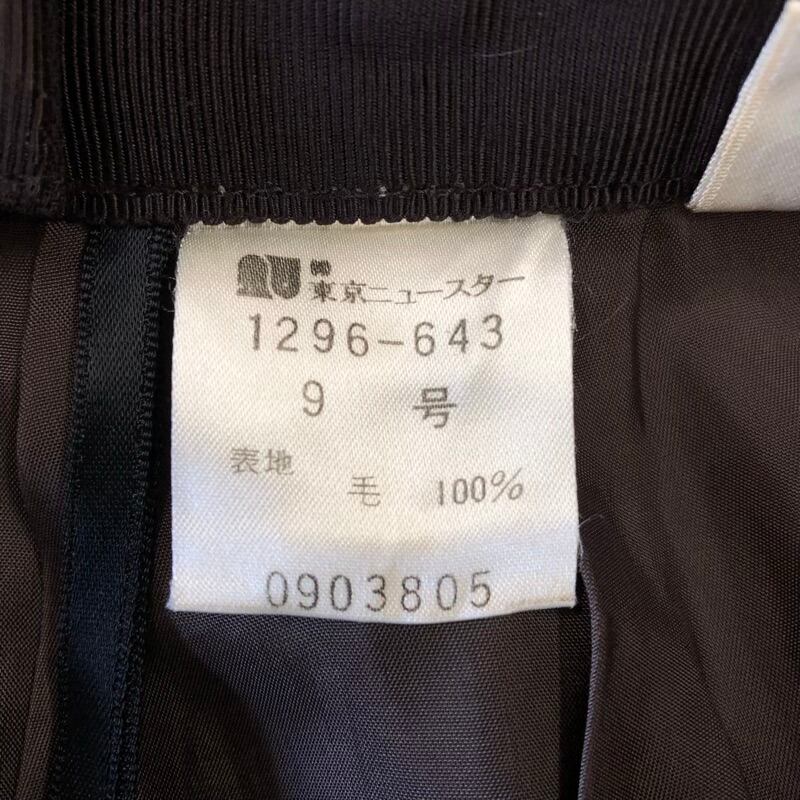 ㈱
東京ニュースター
1296-643
9 号
表地
毛 100%
0903805